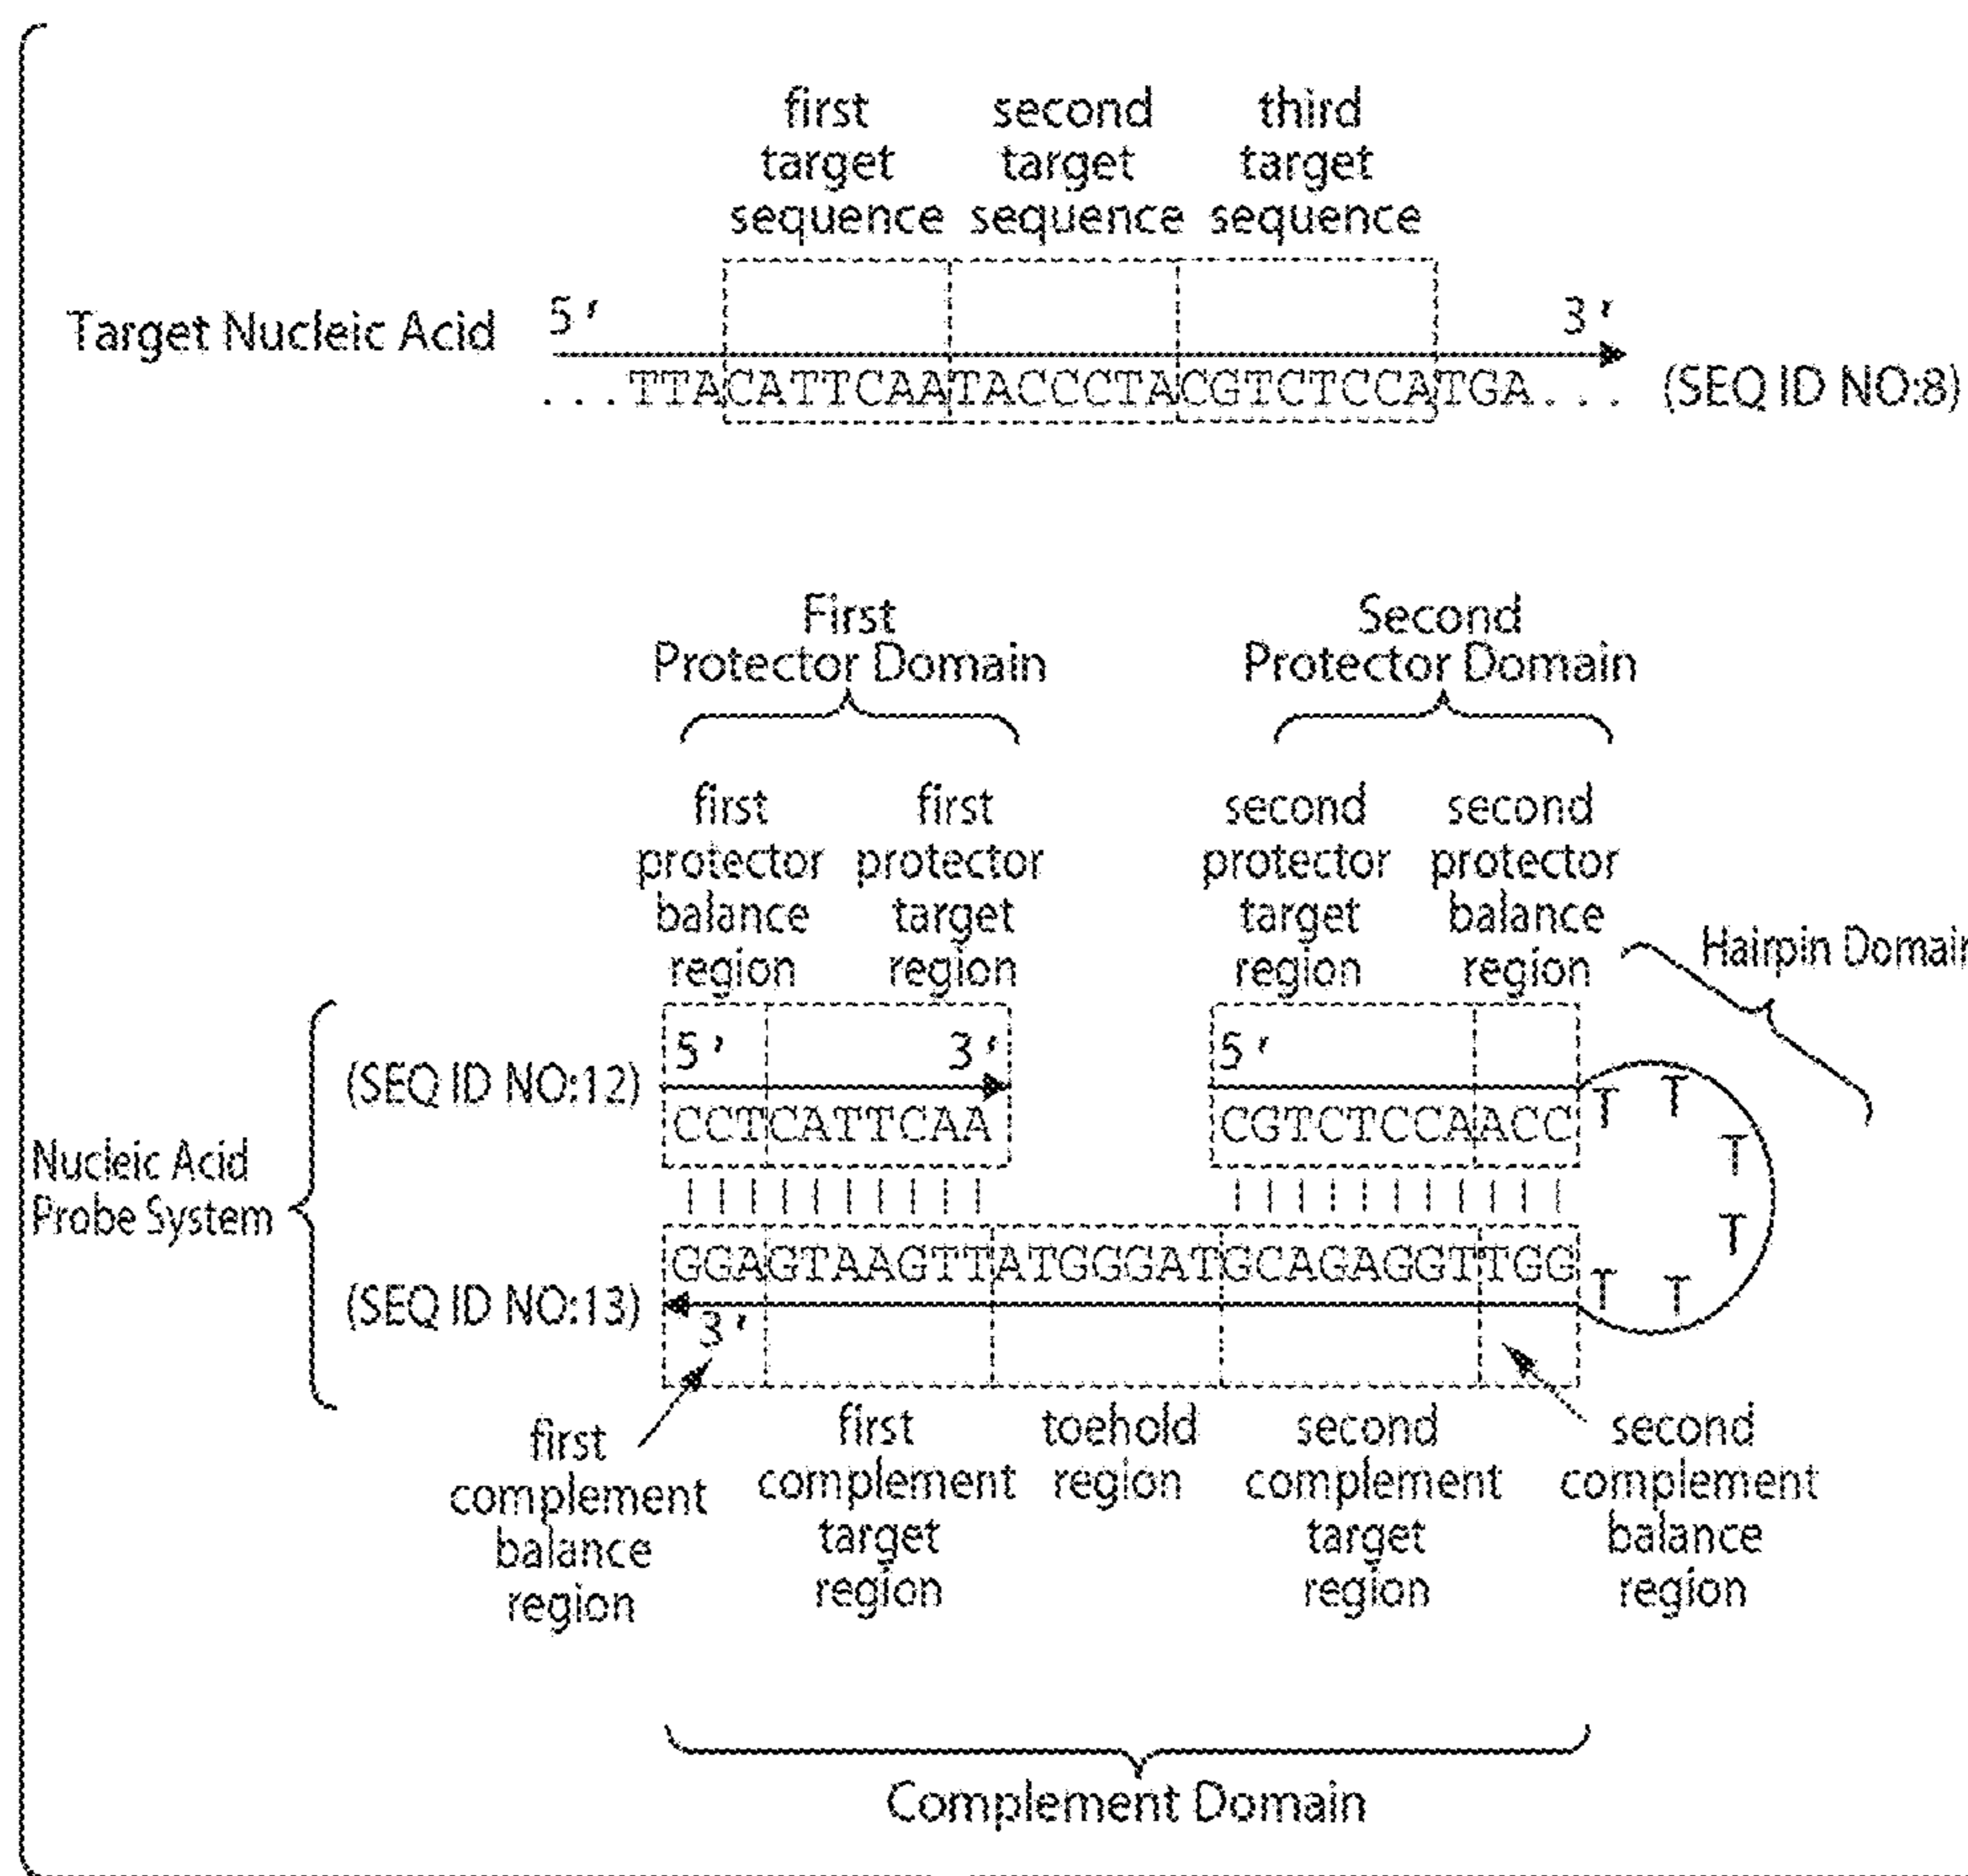 first second third
target target target
sequence sequence sequence
Target Nucleic Acid 5' 3'
...TTACATTCAATACCCTACGTCTCCATGA... (SEQ ID NO:8)
First Second
Protector Domain Protector Domain
first first second second
protector protector protector protector
balance target target balance
region region region region
Hairpin Domain
(SEQ ID NO:12) 5' 3' 5'
CCTCATTCAA CGTCTCCAACC T T
T
T
T T
Nucleic Acid
Probe System
GGAGTAAGTTATGGGATGCAGAGGTTGG
(SEQ ID NO:13) 3'
first first toehold second second
complement complement region complement complement
balance target target balance
region region region region
Complement Domain